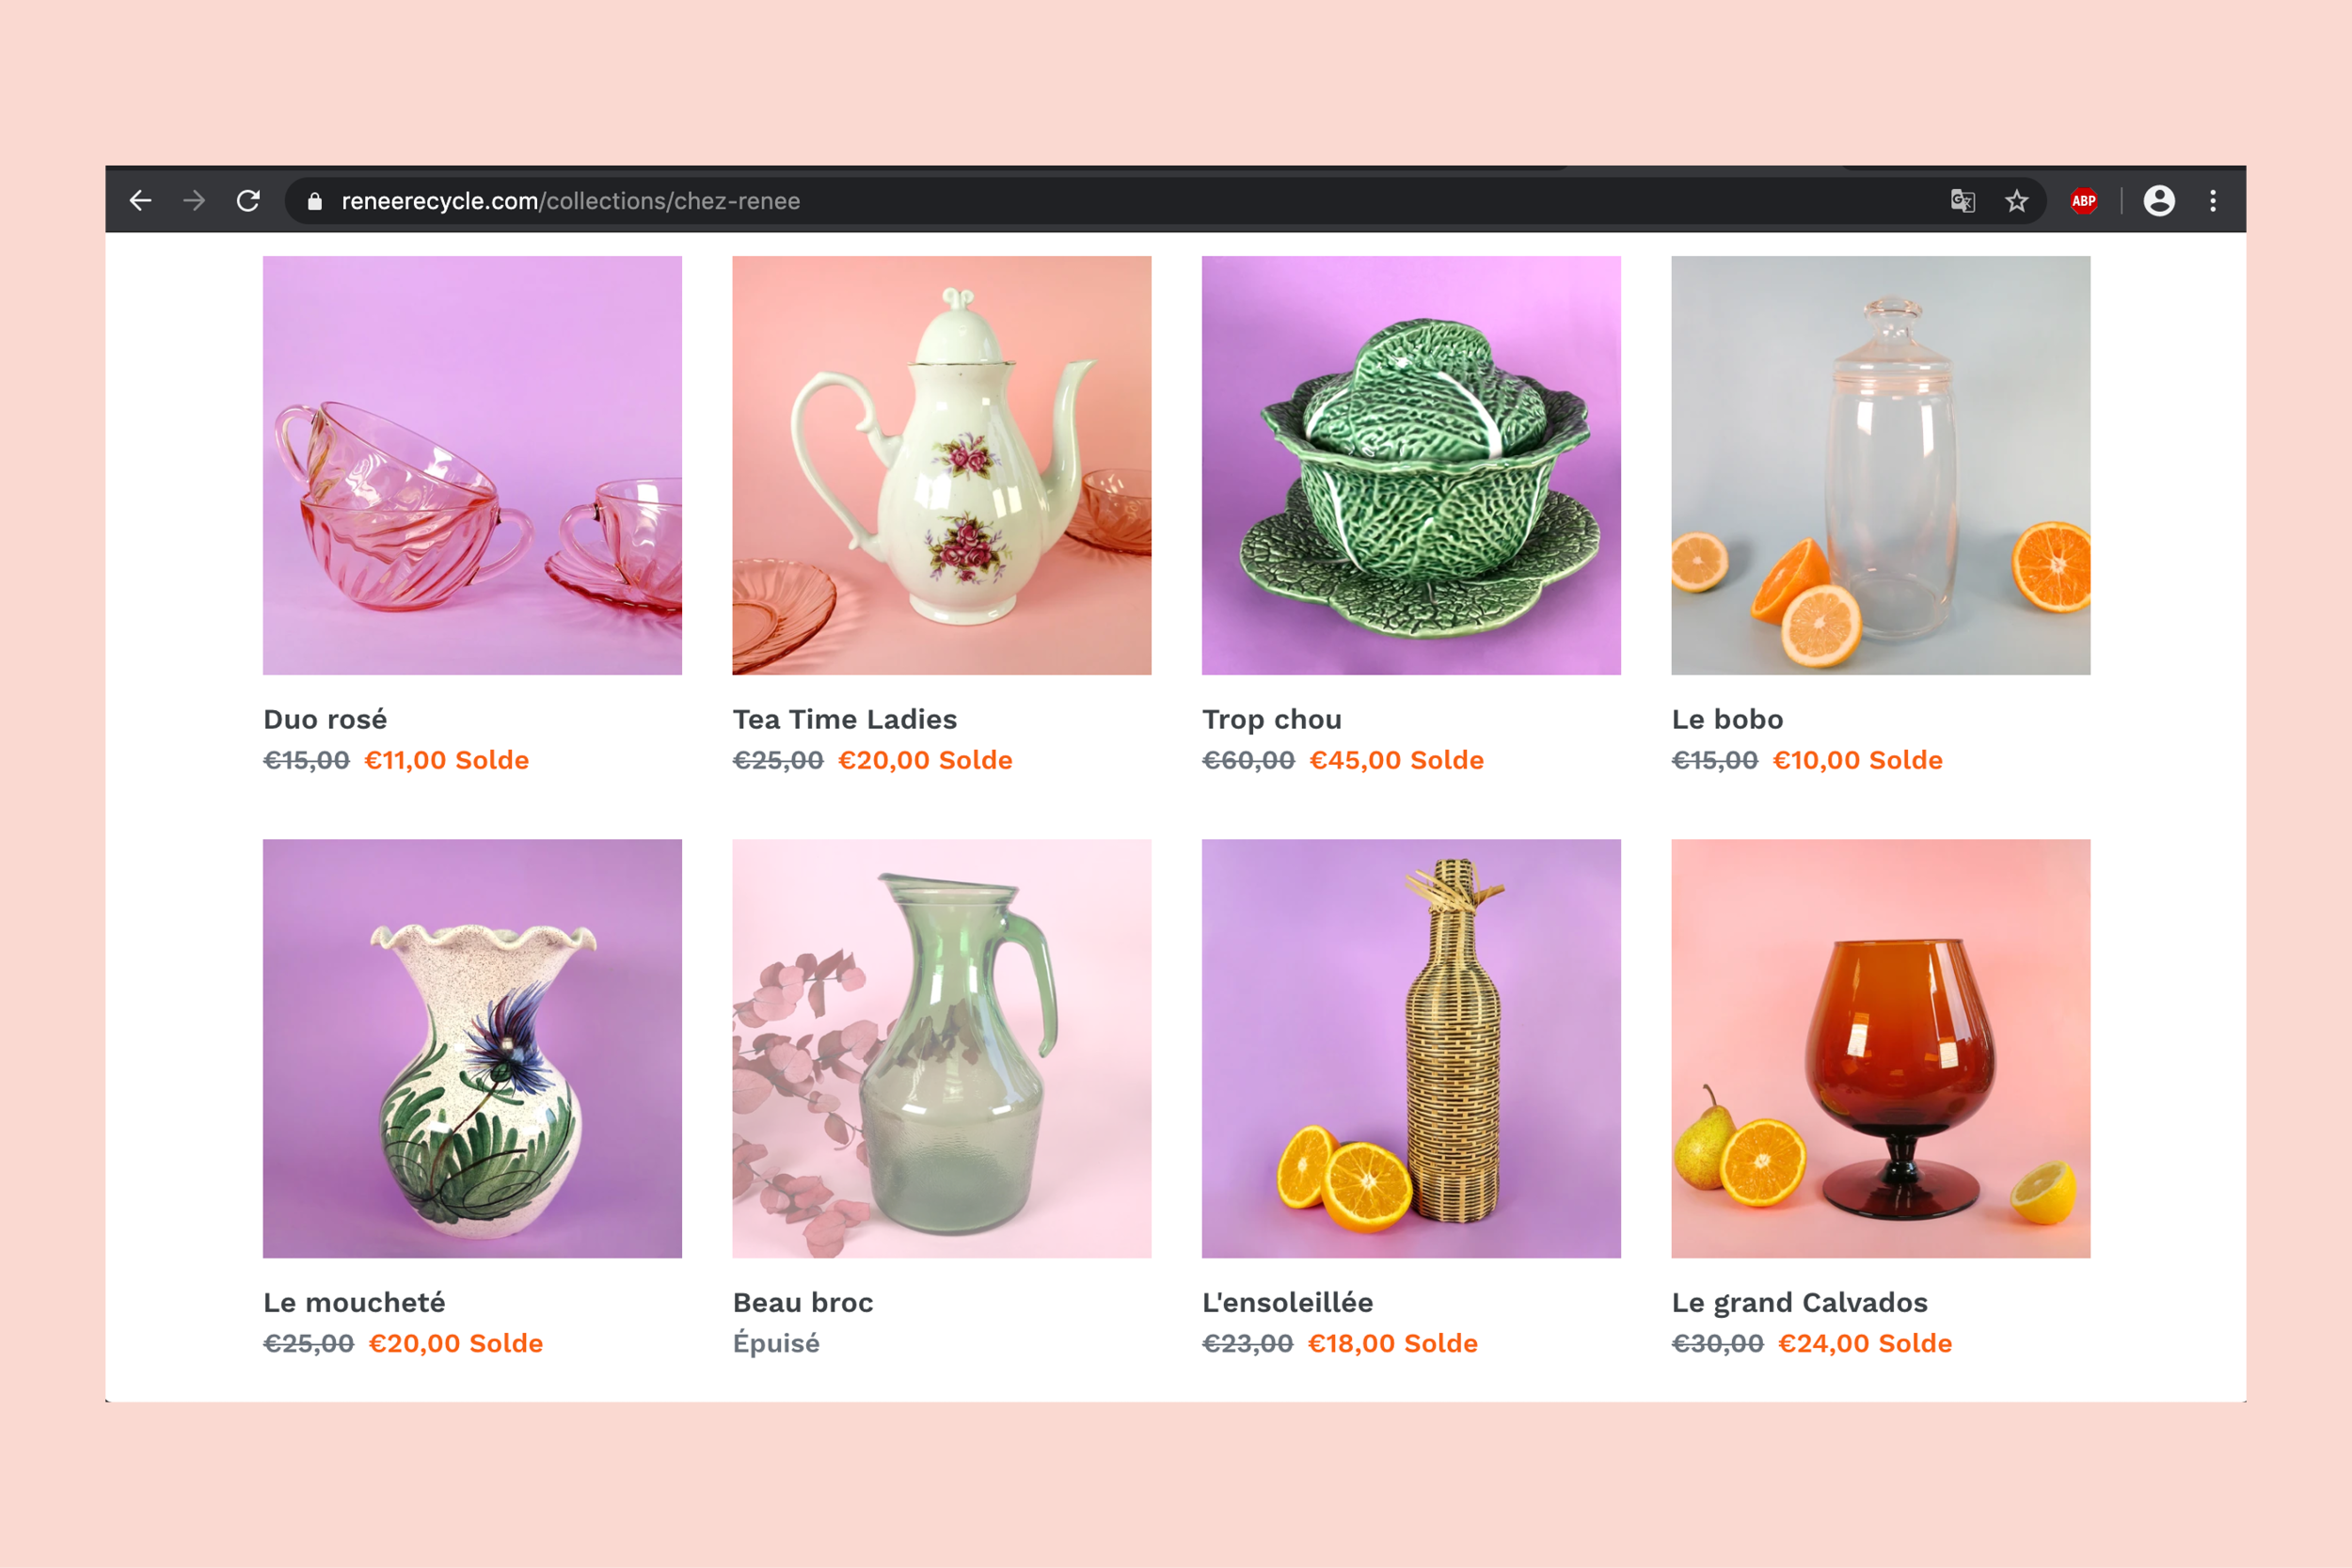 reneerecycle.com/collections/chez-renee
ABP
Duo rosé
€15,00 €11,00 Solde
Tea Time Ladies
€25,00 €20,00 Solde
Trop chou
€60,00 €45,00 Solde
Le bobo
€15,00 €10,00 Solde
Le moucheté
€25,00 €20,00 Solde
Beau broc
Épuisé
L'ensoleillée
€23,00 €18,00 Solde
Le grand Calvados
€30,00 €24,00 Solde